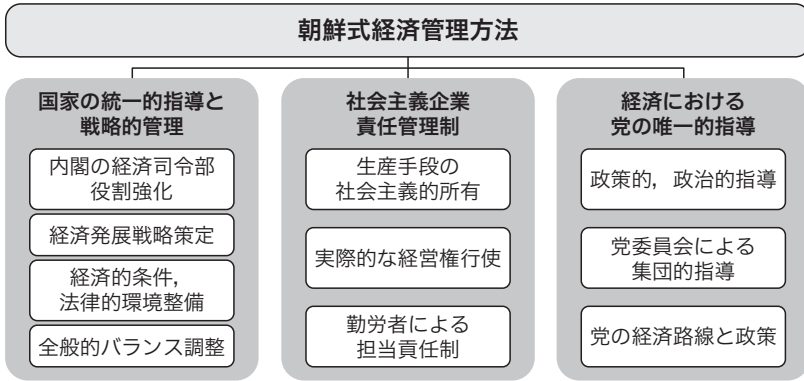 朝鮮式経済管理方法
国家の統一的指導と
戦略的管理
内閣の経済司令部
役割強化
経済発展戦略策定
経済的条件，
法律的環境整備
全般的バランス調整
社会主義企業
責任管理制
生産手段の
社会主義的所有
実際的な経営権行使
勤労者による
担当責任制
経済における
党の唯一的指導
政策的，政治的指導
党委員会による
集団的指導
党の経済路線と政策